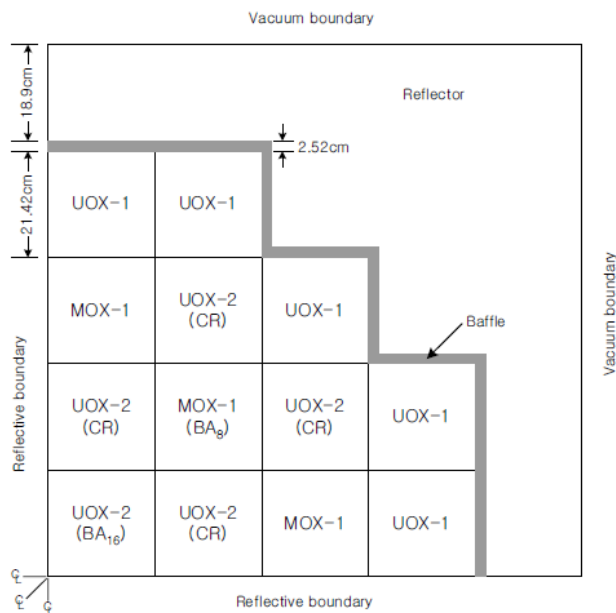 Vacuum boundary
18.9cm
Reflector
2.52cm
21.42cm
UOX-1
UOX-1
MOX-1
UOX-2
(CR)
UOX-1
Baffle
Vacuum boundary
Reflective boundary
UOX-2
(CR)
MOX-1
(BA₈)
UOX-2
(CR)
UOX-1
UOX-2
(BA₁₆)
UOX-2
(CR)
MOX-1
UOX-1
℄
℄
℄
Reflective boundary